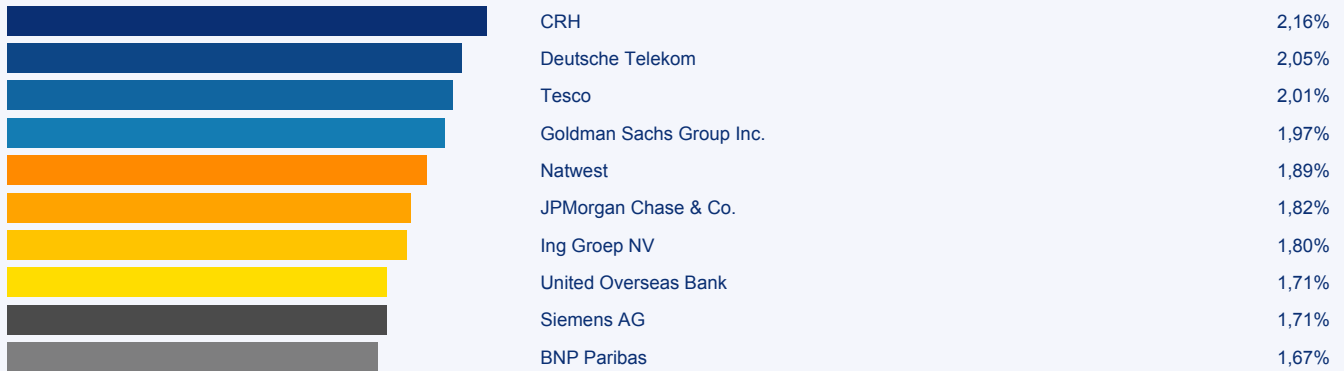 CRH 2,16%
Deutsche Telekom 2,05%
Tesco 2,01%
Goldman Sachs Group Inc. 1,97%
Natwest 1,89%
JPMorgan Chase & Co. 1,82%
Ing Groep NV 1,80%
United Overseas Bank 1,71%
Siemens AG 1,71%
BNP Paribas 1,67%